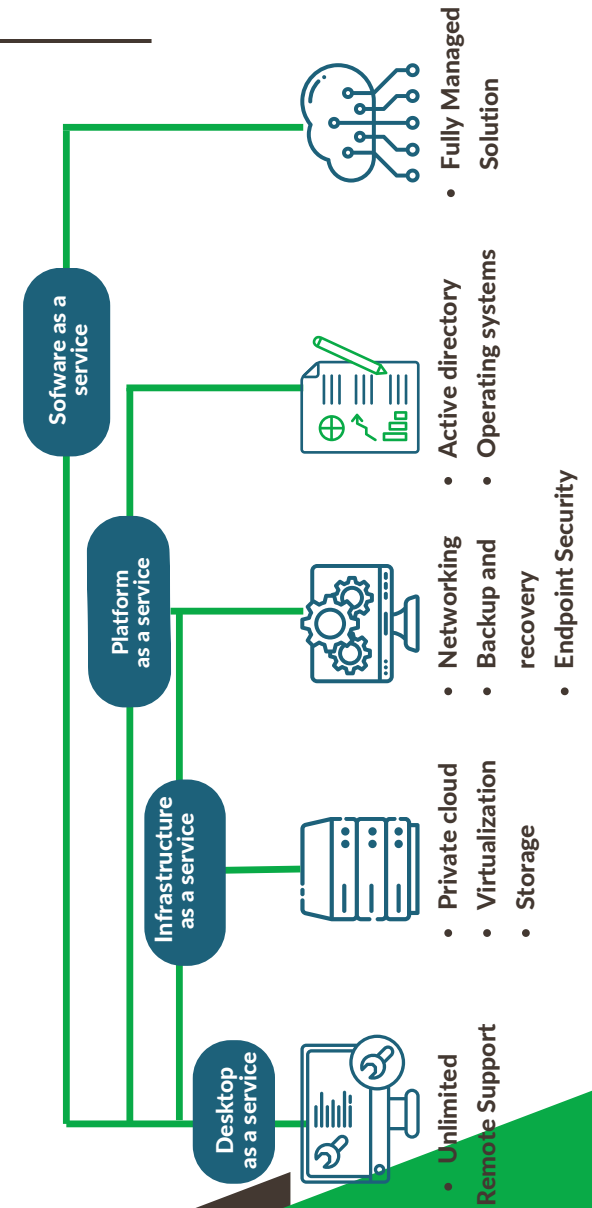 Sofware as a
service
Platform
as a service
Infrastructure
as a service
Desktop
as a service
• Unlimited
Remote Support
• Private cloud
• Virtualization
• Storage
• Networking
• Backup and
recovery
• Endpoint Security
• Active directory
• Operating systems
• Fully Managed
Solution